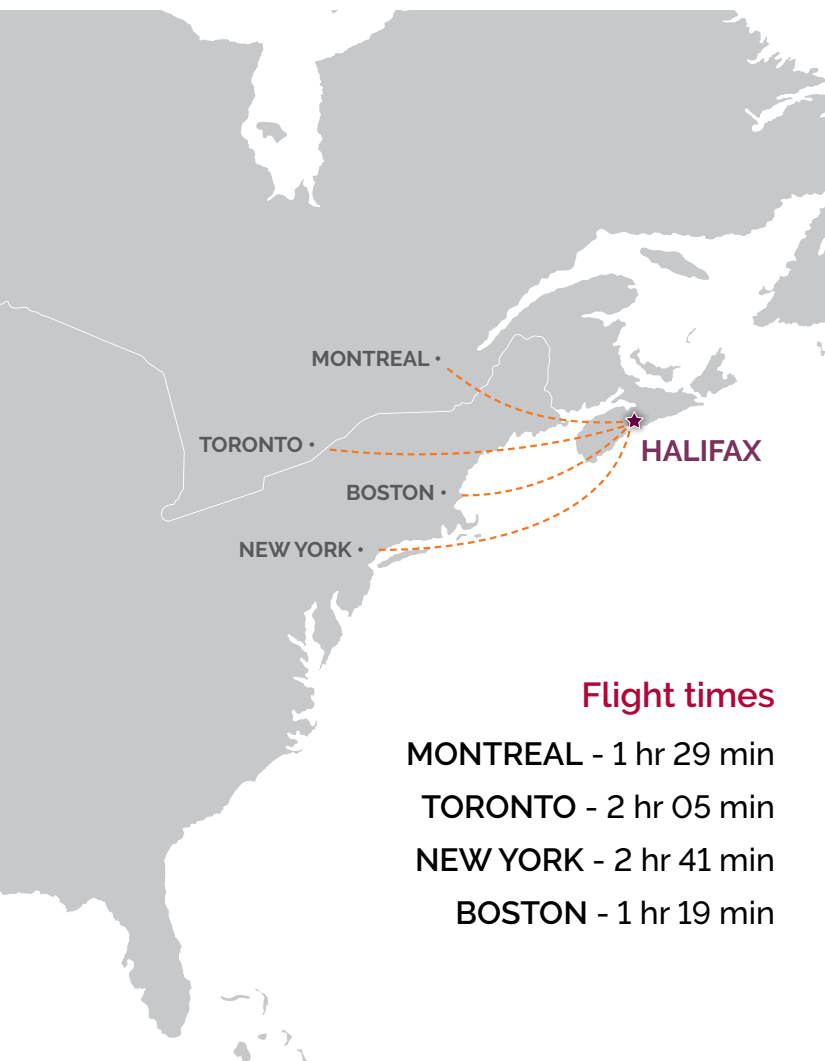 MONTREAL •
TORONTO •
HALIFAX
BOSTON •
NEW YORK •
Flight times
MONTREAL - 1 hr 29 min
TORONTO - 2 hr 05 min
NEW YORK - 2 hr 41 min
BOSTON - 1 hr 19 min